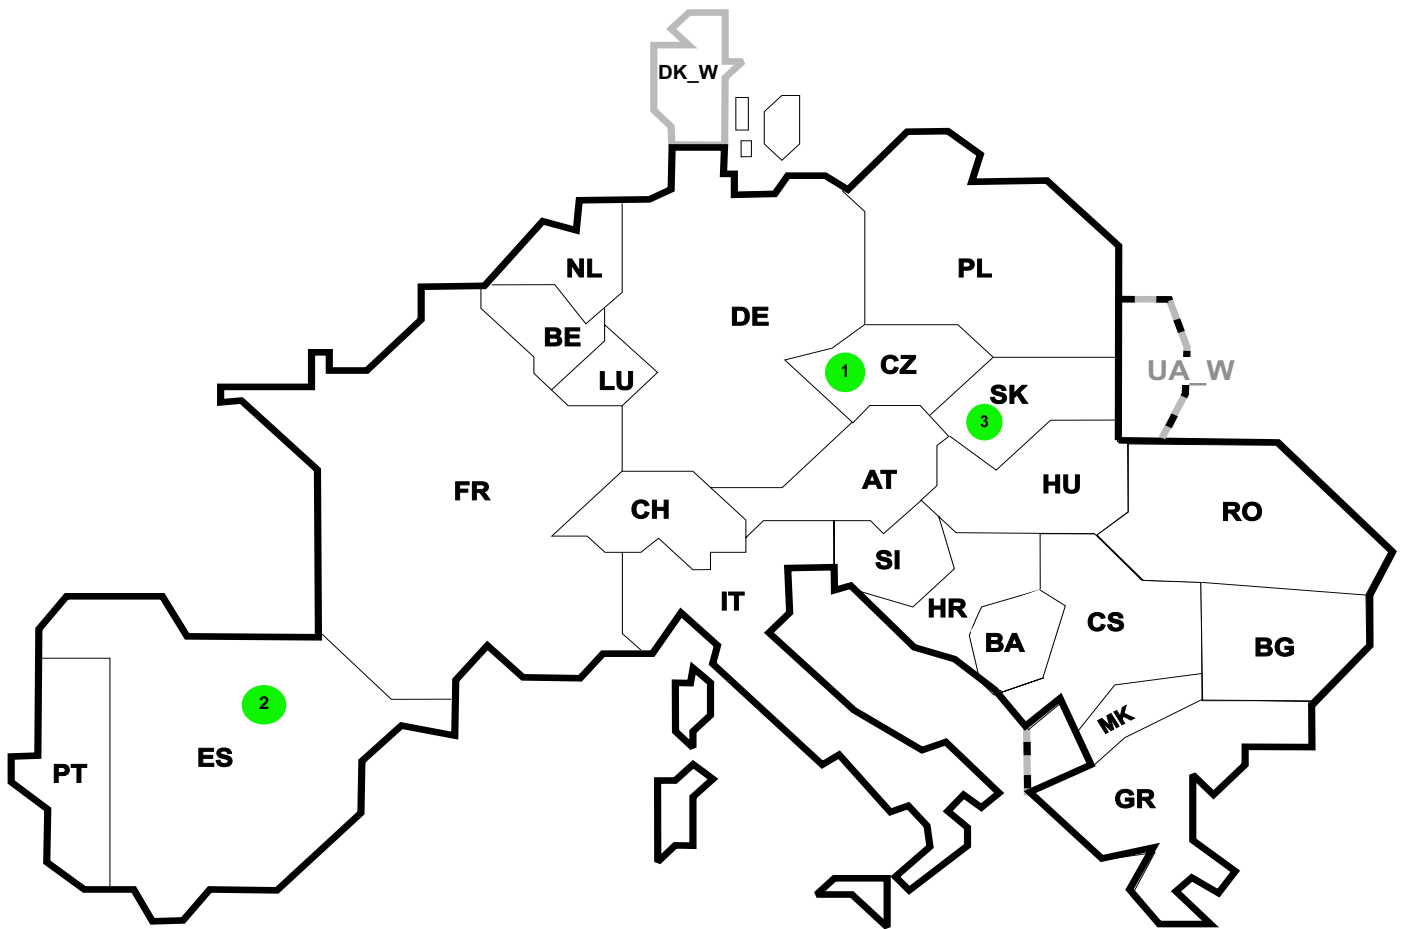 DK_W
NL
PL
DE
BE
CZ
1
UA_W
LU
SK
3
FR
AT
HU
CH
RO
SI
IT
HR
CS
BA
BG
2
MK
ES
PT
GR